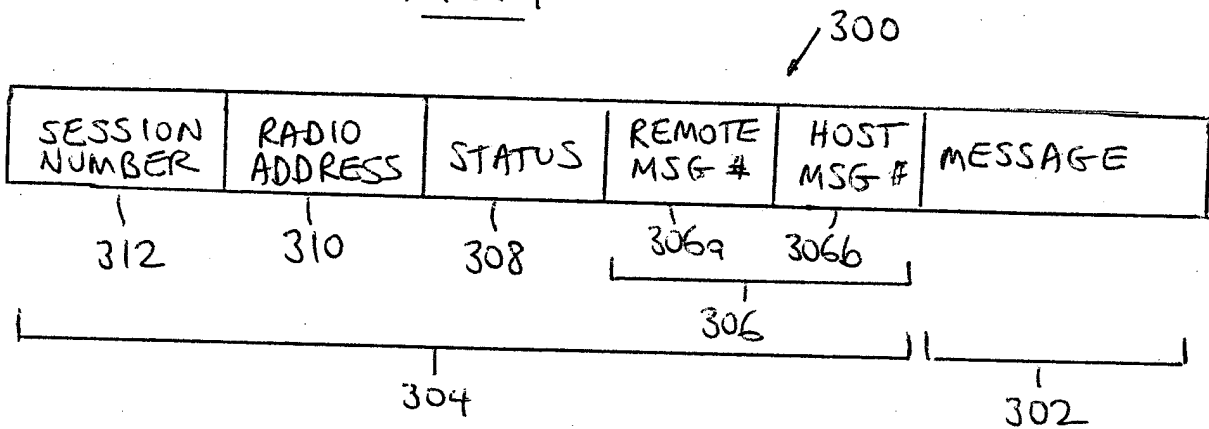 300
SESSION NUMBER
RADIO ADDRESS
STATUS
REMOTE MSG #
HOST MSG #
MESSAGE
312
310
308
306a
306b
306
304
302